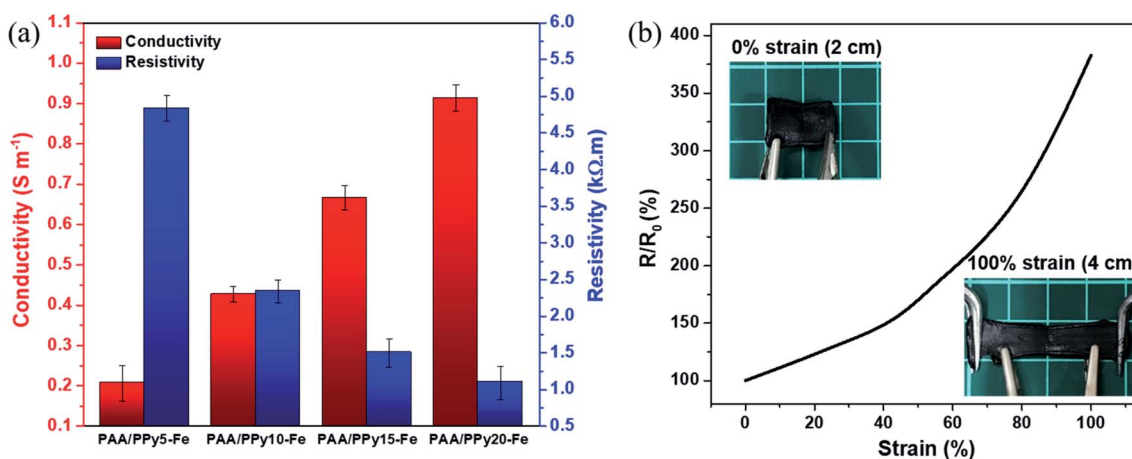 (a)
Conductivity
Resistivity
Conductivity (S m⁻¹)
1.1
1.0
0.9
0.8
0.7
0.6
0.5
0.4
0.3
0.2
0.1
Resistivity (kΩ.m)
6.0
5.5
5.0
4.5
4.0
3.5
3.0
2.5
2.0
1.5
1.0
0.5
PAA/PPy5-Fe PAA/PPy10-Fe PAA/PPy15-Fe PAA/PPy20-Fe
(b)
0% strain (2 cm)
100% strain (4 cm
R/R₀ (%)
400
350
300
250
200
150
100
0 20 40 60 80 100
Strain (%)